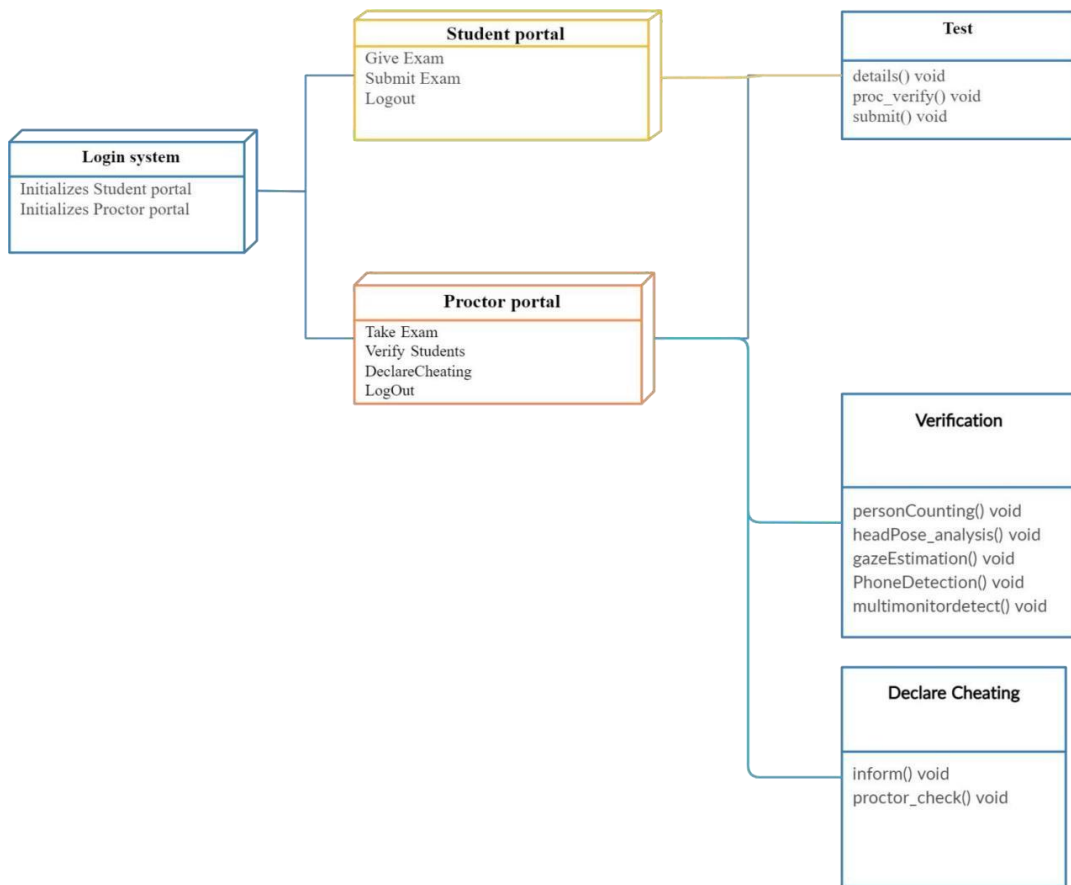 Student portal
Give Exam
Submit Exam
Logout
Test
details() void
proc_verify() void
submit() void
Login system
Initializes Student portal
Initializes Proctor portal
Proctor portal
Take Exam
Verify Students
DeclareCheating
LogOut
Verification
personCounting() void
headPose_analysis() void
gazeEstimation() void
PhoneDetection() void
multimonitordetect() void
Declare Cheating
inform() void
proctor_check() void